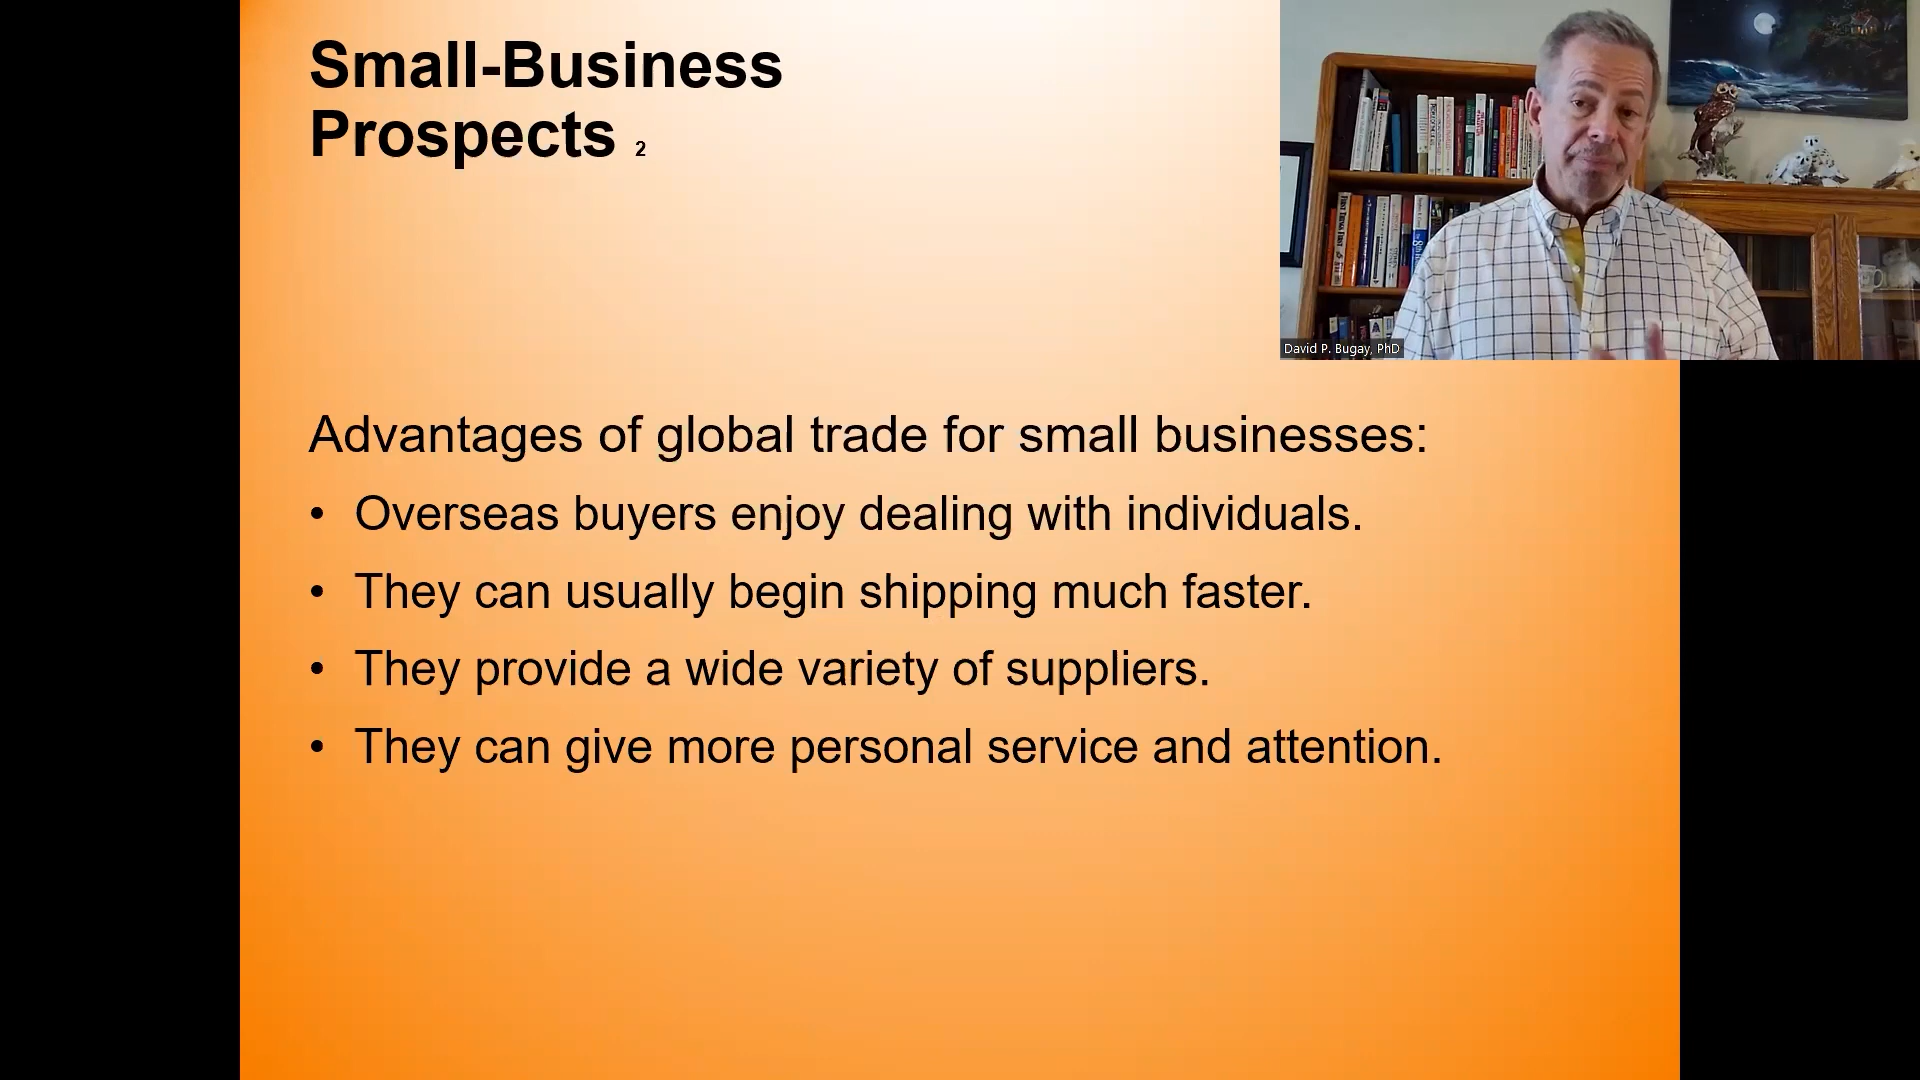 Small-Business
Prospects 2
David P. Bugay, PhD
Advantages of global trade for small businesses:
• Overseas buyers enjoy dealing with individuals.
• They can usually begin shipping much faster.
• They provide a wide variety of suppliers.
• They can give more personal service and attention.